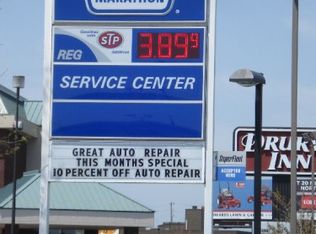 MARATHON
STP
REG
3.89 9
SERVICE CENTER
GREAT AUTO REPAIR
THIS MONTHS SPECIAL
10 PERCENT OFF AUTO REPAIR
INN